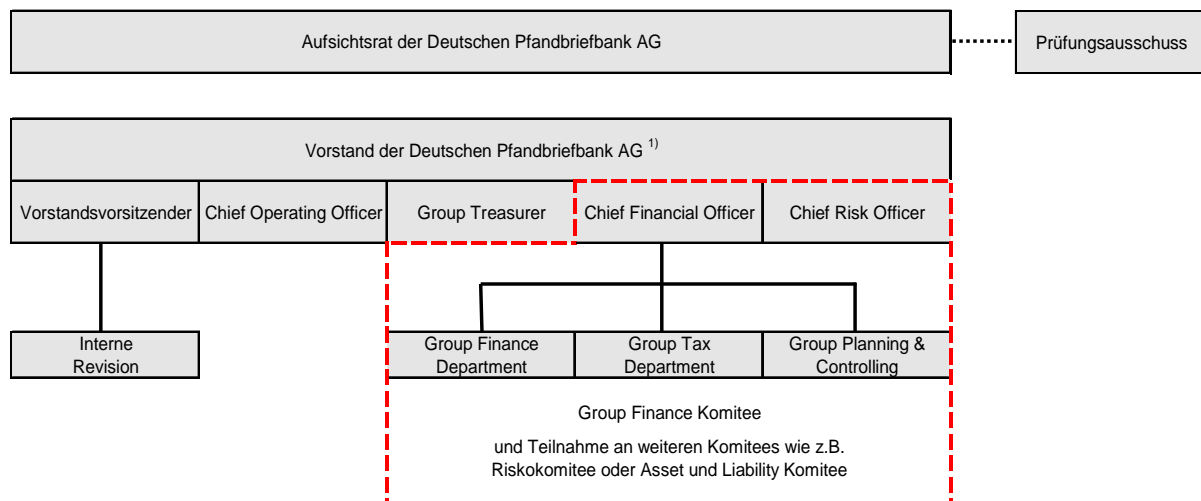 Aufsichtsrat der Deutschen Pfandbriefbank AG
Prüfungsausschuss
Vorstand der Deutschen Pfandbriefbank AG 1)
Vorstandsvorsitzender
Chief Operating Officer
Group Treasurer
Chief Financial Officer
Chief Risk Officer
Interne
Revision
Group Finance
Department
Group Tax
Department
Group Planning &
Controlling
Group Finance Komitee
und Teilnahme an weiteren Komitees wie z.B.
Riskokomitee oder Asset und Liability Komitee